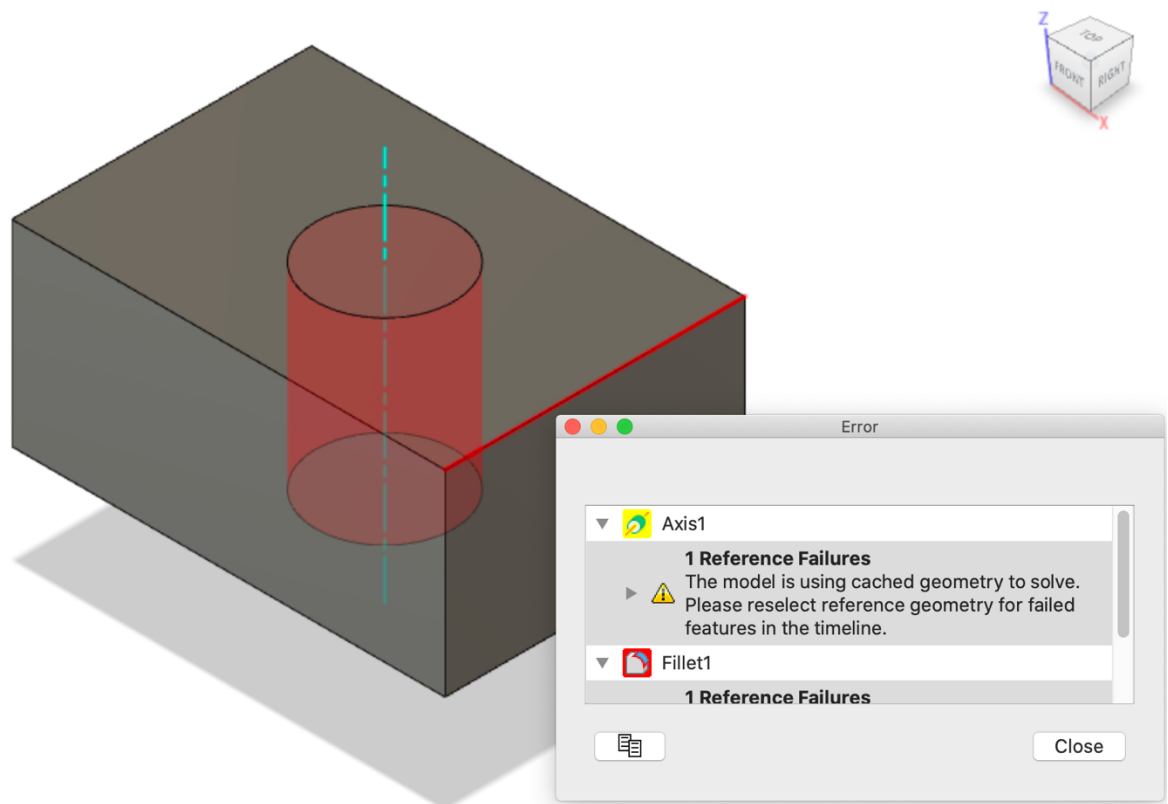 Z
TOP
FRONT
RIGHT
X
Error
Axis1
1 Reference Failures
The model is using cached geometry to solve.
Please reselect reference geometry for failed
features in the timeline.
Fillet1
1 Reference Failures
Close